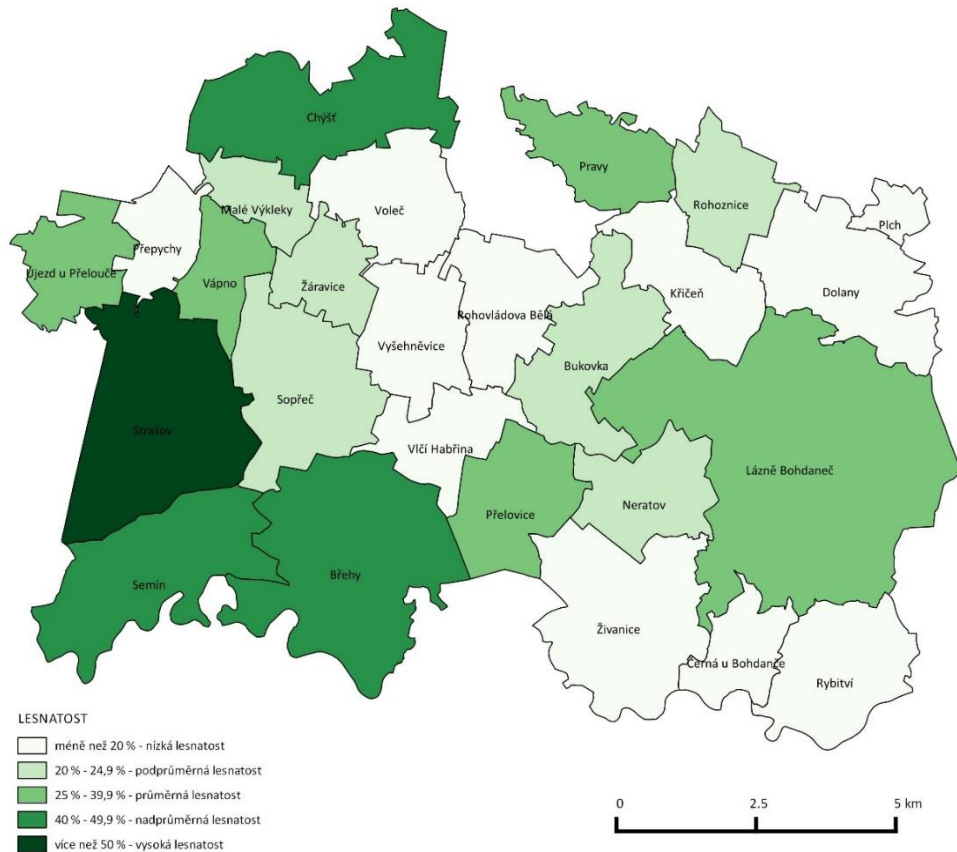 Chýšť
Pravy
Malé Výkleky
Voleč
Rohoznice
Plch
Přepychy
Újezd u Přelouče
Vápno
Žáravice
Křičeň
Dolany
Rohovládova Bělá
Vyšehněvice
Bukovka
Sopřeč
Strašov
Vlčí Habřina
Lázně Bohdaneč
Přelovice
Neratov
Břehy
Semín
Živanice
Černá u Bohdanče
Rybitví
LESNATOST
méně než 20 % - nízká lesnatost
20 % - 24,9 % - podprůměrná lesnatost
25 % - 39,9 % - průměrná lesnatost
40 % - 49,9 % - nadprůměrná lesnatost
více než 50 % - vysoká lesnatost
0 2.5 5 km